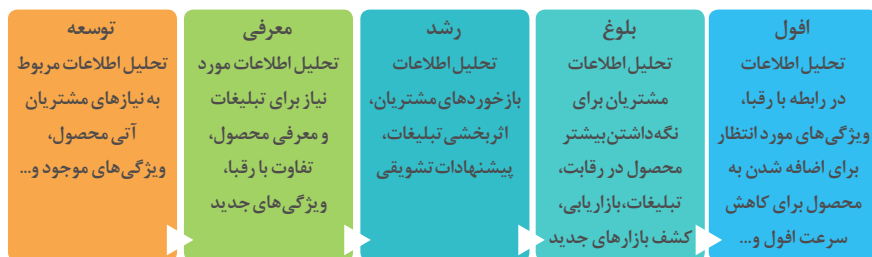 توسعه
تحلیل اطلاعات مربوط
به نیازهای مشتریان
آتی محصول،
ویژگی‌های موجود و...
معرفی
تحلیل اطلاعات مورد
نیاز برای تبلیغات
و معرفی محصول،
تفاوت با رقبا،
ویژگی‌های جدید
رشد
تحلیل اطلاعات
بازخوردهای مشتریان،
اثربخشی تبلیغات،
پیشنهادات تشویقی
بلوغ
تحلیل اطلاعات
مشتریان برای
نگه‌داشتن بیشتر
محصول در رقابت،
تبلیغات، بازاریابی،
کشف بازارهای جدید
افول
تحلیل اطلاعات
در رابطه با رقبا،
ویژگی‌های مورد انتظار
برای اضافه شدن به
محصول برای کاهش
سرعت افول و...